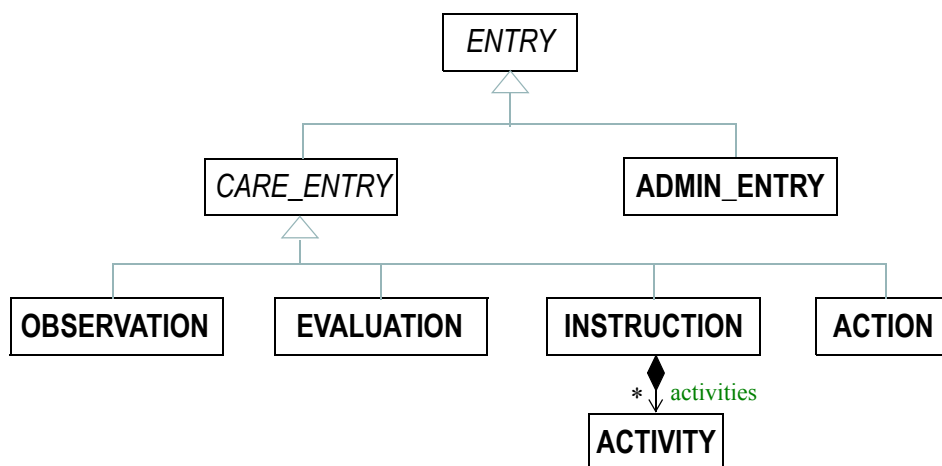 ENTRY
CARE_ENTRY
ADMIN_ENTRY
OBSERVATION
EVALUATION
INSTRUCTION
ACTION
* activities
ACTIVITY